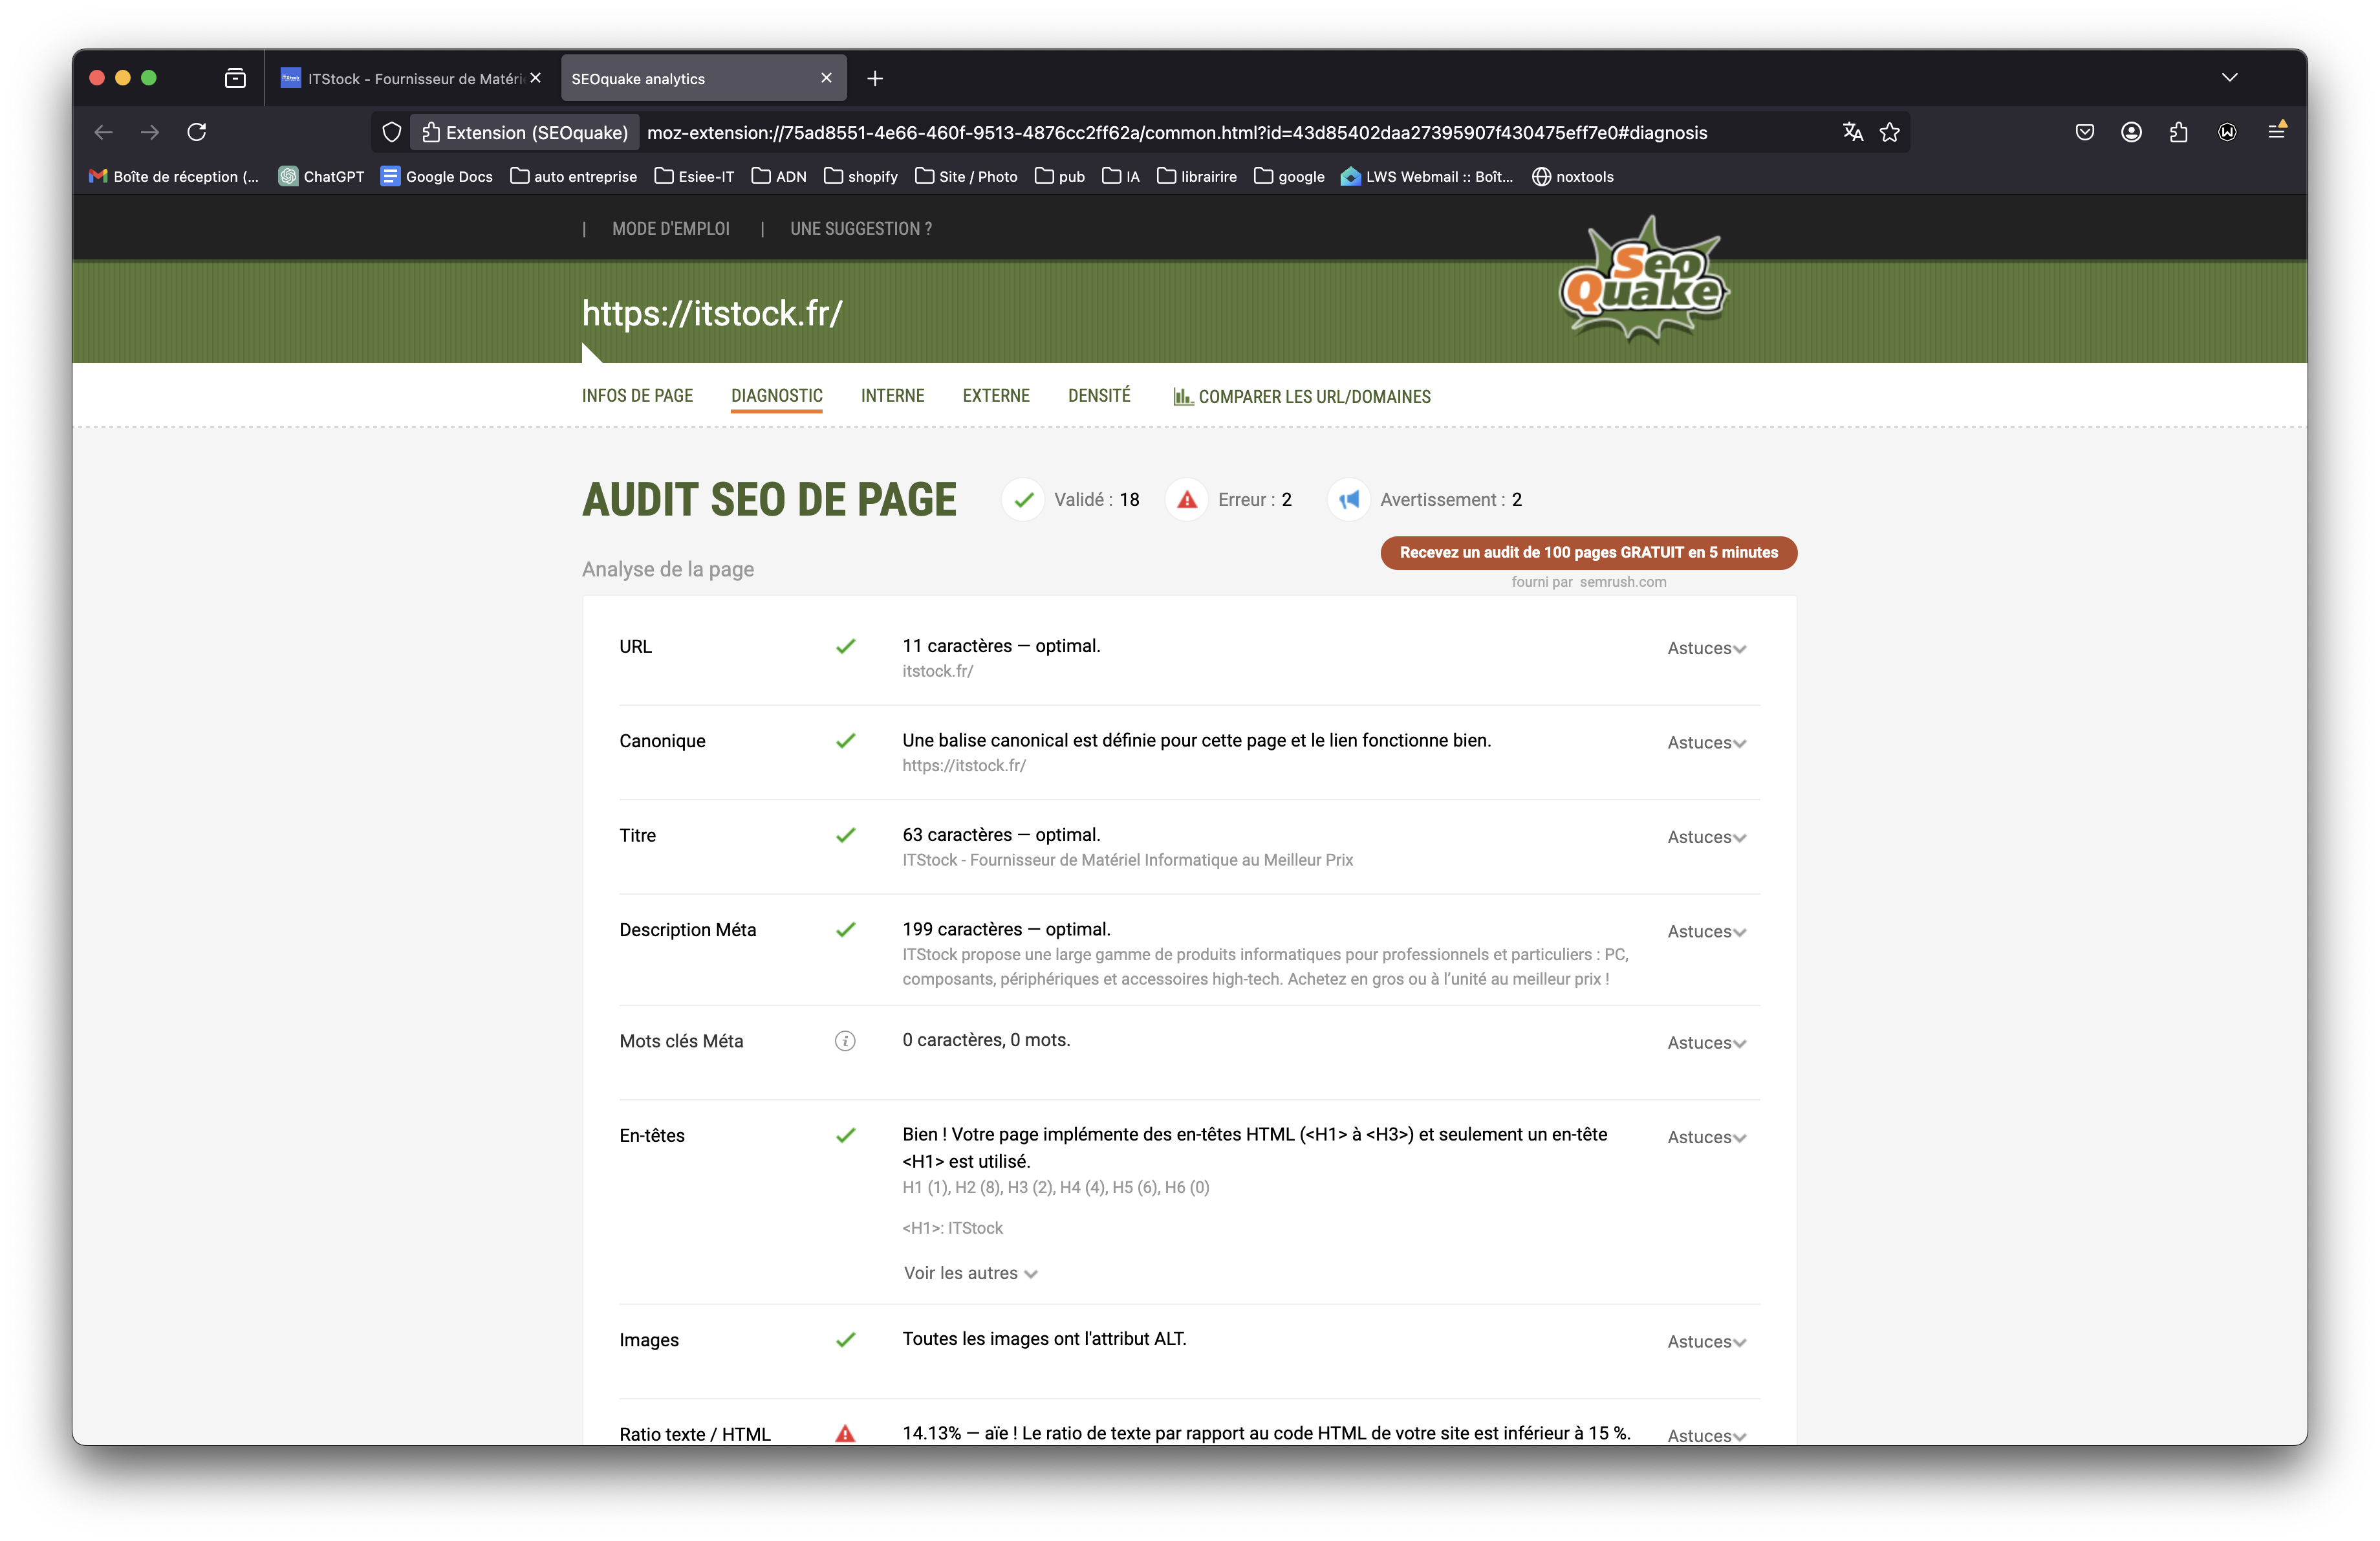 ITStock - Fournisseur de Matéri
SEOquake analytics
Extension (SEOquake) moz-extension://75ad8551-4e66-460f-9513-4876cc2ff62a/common.html?id=43d85402daa27395907f430475eff7e0#diagnosis
Boîte de réception (... ChatGPT Google Docs auto entreprise Esiee-IT ADN shopify Site / Photo pub IA librairire google LWS Webmail :: Boît... noxtools
| MODE D'EMPLOI | UNE SUGGESTION ?
Seo
Quake
https://itstock.fr/
INFOS DE PAGE DIAGNOSTIC INTERNE EXTERNE DENSITÉ COMPARER LES URL/DOMAINES
AUDIT SEO DE PAGE Validé : 18 Erreur : 2 Avertissement : 2
Recevez un audit de 100 pages GRATUIT en 5 minutes
Analyse de la page
fourni par semrush.com
URL 11 caractères — optimal. Astuces
itstock.fr/
Canonique Une balise canonical est définie pour cette page et le lien fonctionne bien. Astuces
https://itstock.fr/
Titre 63 caractères — optimal. Astuces
ITStock - Fournisseur de Matériel Informatique au Meilleur Prix
Description Méta 199 caractères — optimal. Astuces
ITStock propose une large gamme de produits informatiques pour professionnels et particuliers : PC,
composants, périphériques et accessoires high-tech. Achetez en gros ou à l'unité au meilleur prix !
Mots clés Méta 0 caractères, 0 mots. Astuces
En-têtes Bien ! Votre page implémente des en-têtes HTML (<H1> à <H3>) et seulement un en-tête Astuces
<H1> est utilisé.
H1 (1), H2 (8), H3 (2), H4 (4), H5 (6), H6 (0)
<H1>: ITStock
Voir les autres
Images Toutes les images ont l'attribut ALT. Astuces
Ratio texte / HTML 14.13% — aïe ! Le ratio de texte par rapport au code HTML de votre site est inférieur à 15 %. Astuces